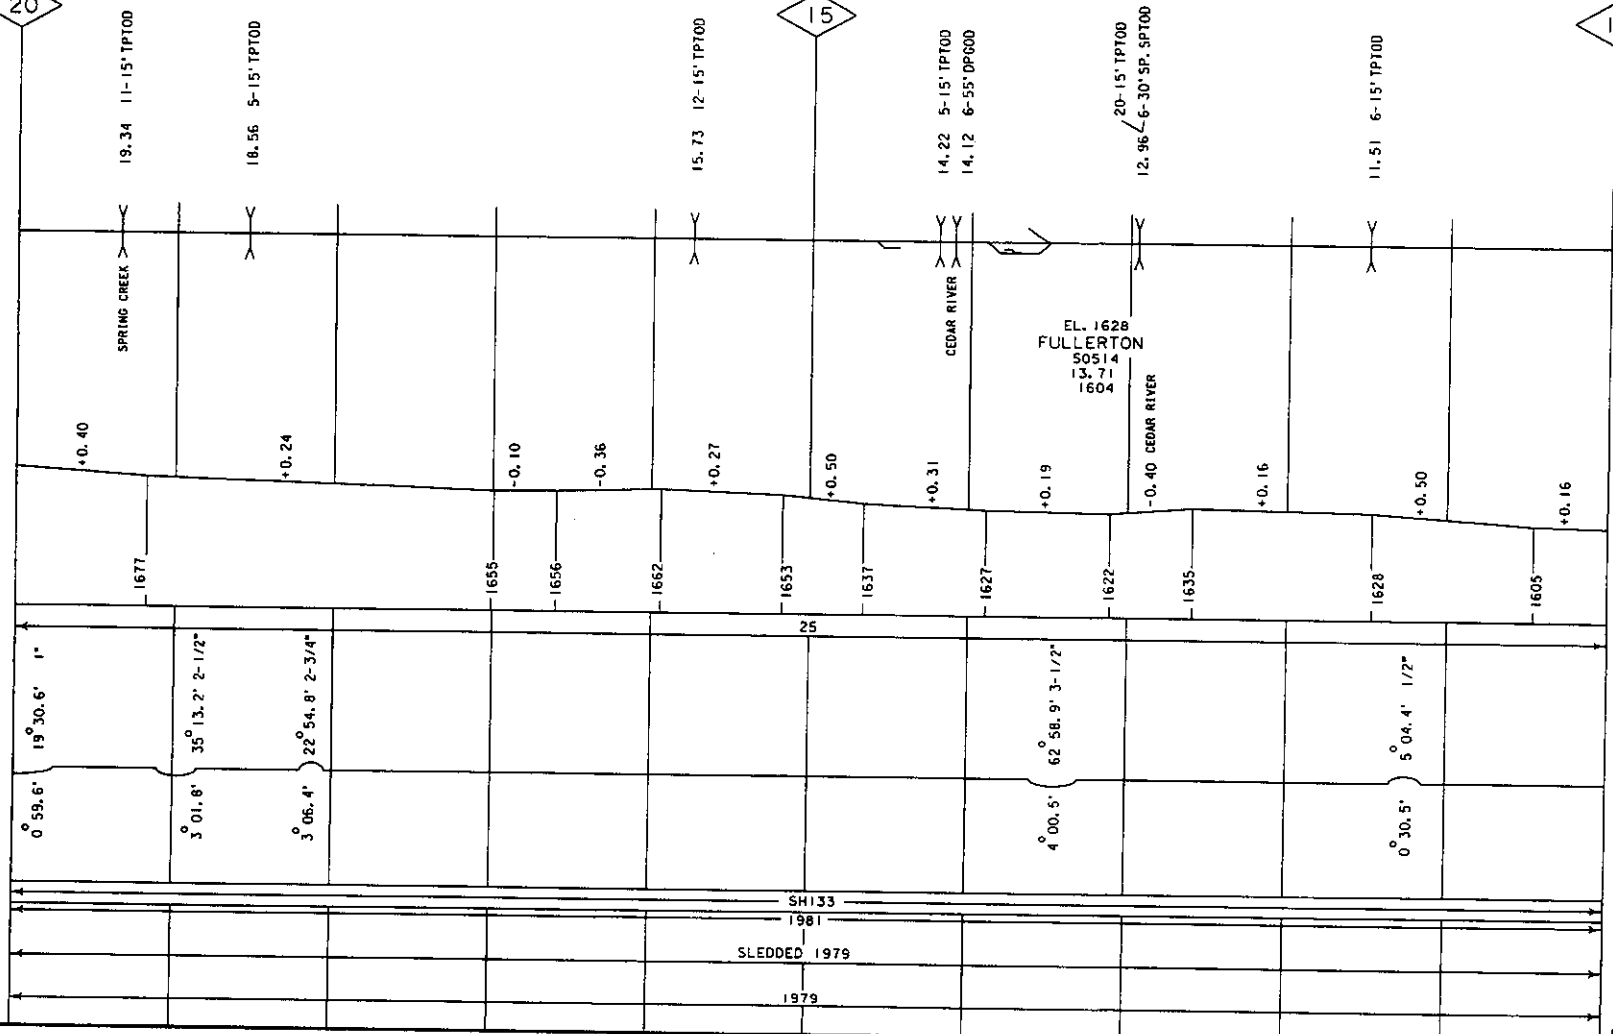 20
15
1
19.34 11-15' TPTOD
18.56 5-15' TPTOD
15.73 12-15' TPTOD
14.22 5-15' TPTOD
14.12 6-55' DPGOD
20-15' TPTOD
12.96 6-30' SP. SPTOD
11.51 6-15' TPTOD
SPRING CREEK
CEDAR RIVER
EL. 1628
FULLERTON
S0514
13.71
1604
+0.40
+0.24
-0.10
-0.36
+0.27
+0.50
+0.31
+0.19
-0.40 CEDAR RIVER
+0.16
+0.50
+0.16
1677
1655
1656
1662
1653
1637
1627
1622
1635
1628
1605
25
19°30.6' 1"
35°13.2' 2-1/2"
22°54.8' 2-3/4"
62°58.9' 3-1/2"
5°04.4' 1/2"
0°59.6'
3°01.8'
3°06.4'
4°00.5'
0°30.5'
SH133
1981
SLEDDED 1979
1979